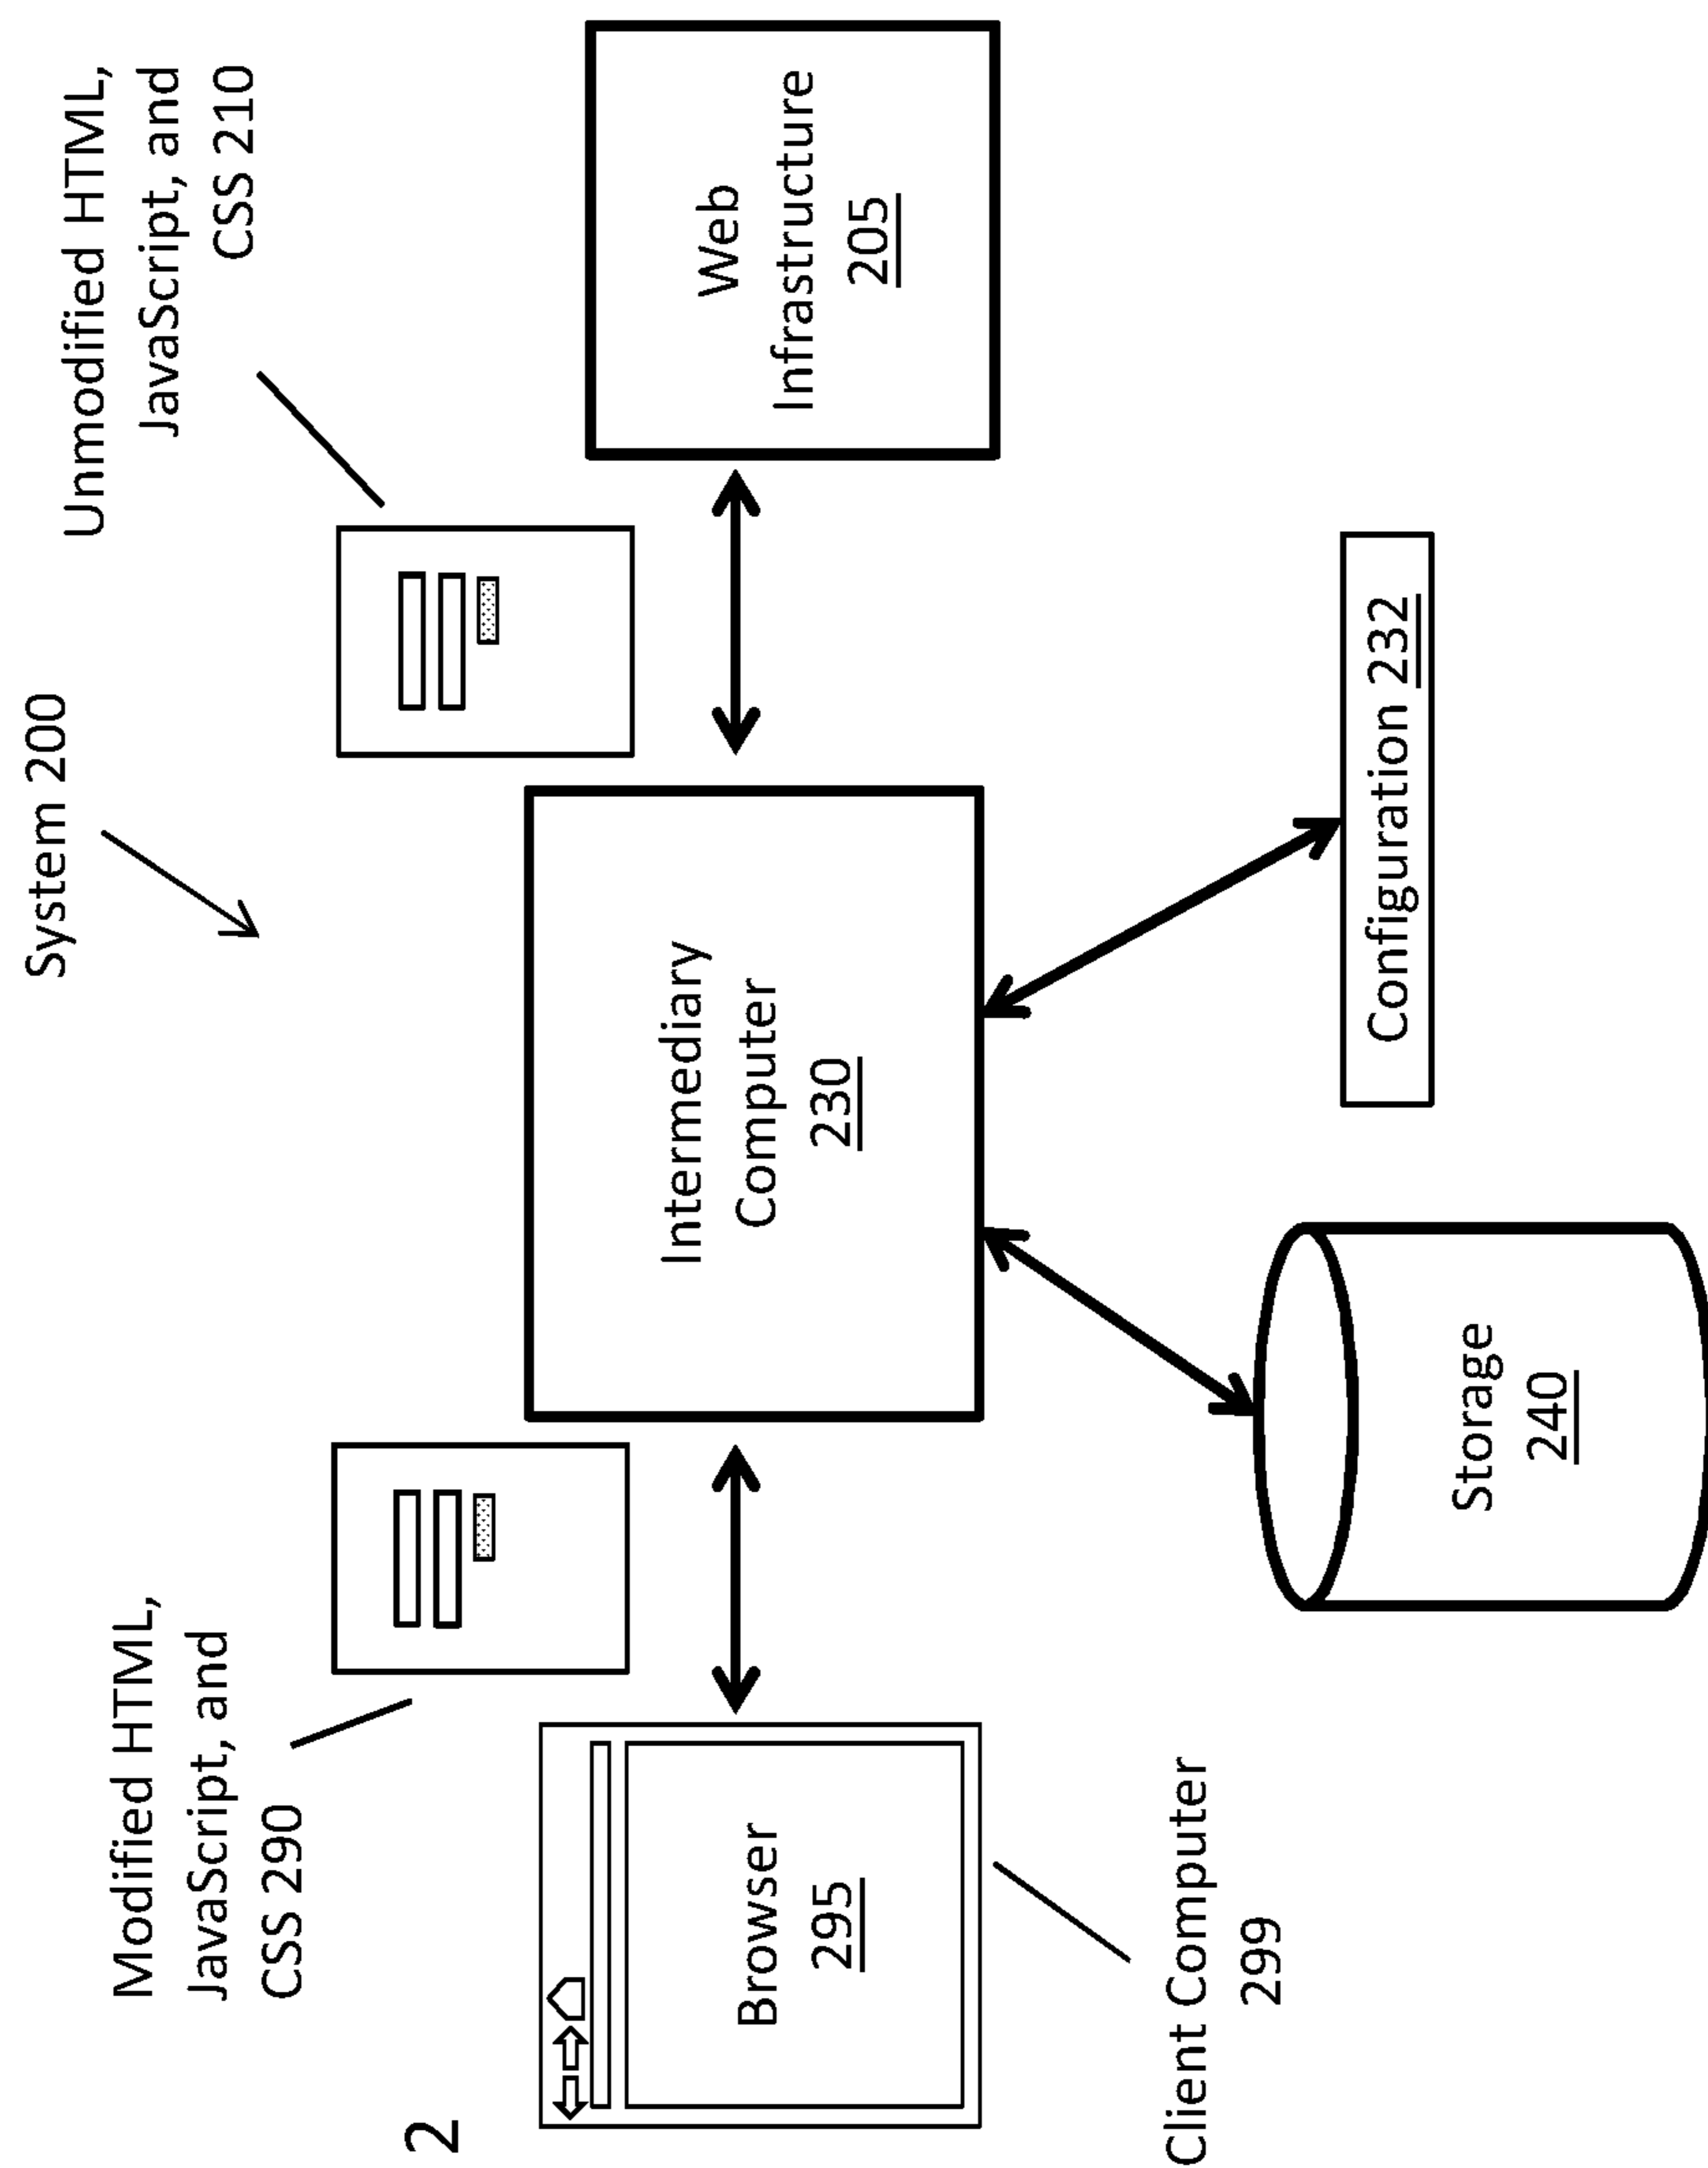 System 200
Modified HTML,
JavaScript, and
CSS 290
Unmodified HTML,
JavaScript, and
CSS 210
2
Browser
295
Intermediary
Computer
230
Web
Infrastructure
205
Client Computer
299
Storage
240
Configuration 232